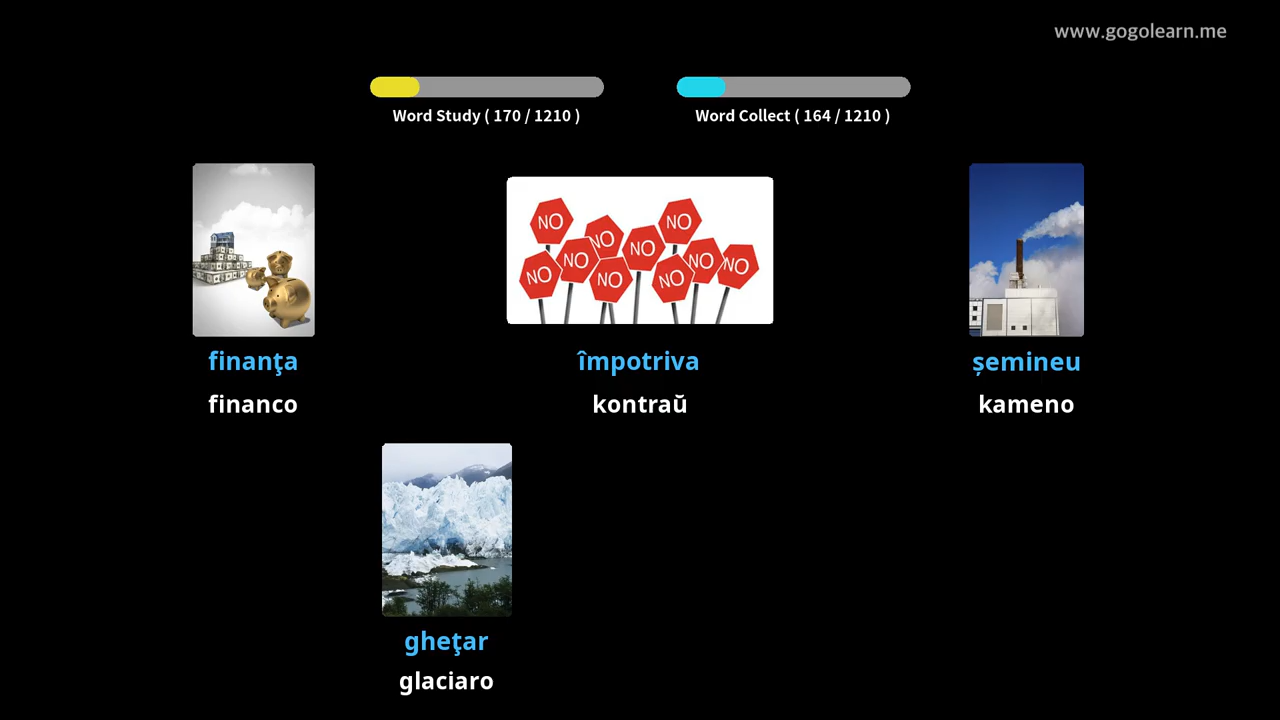 www.gogolearn.me
Word Study ( 170 / 1210 )
Word Collect ( 164 / 1210 )
NO
NO
NO
NO
NO
NO
NO
NO
NO
NO
finanţa
împotriva
șemineu
financo
kontraŭ
kameno
gheţar
glaciaro